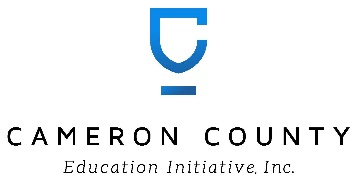 CAMERON COUNTY
Education Initiative, Inc.